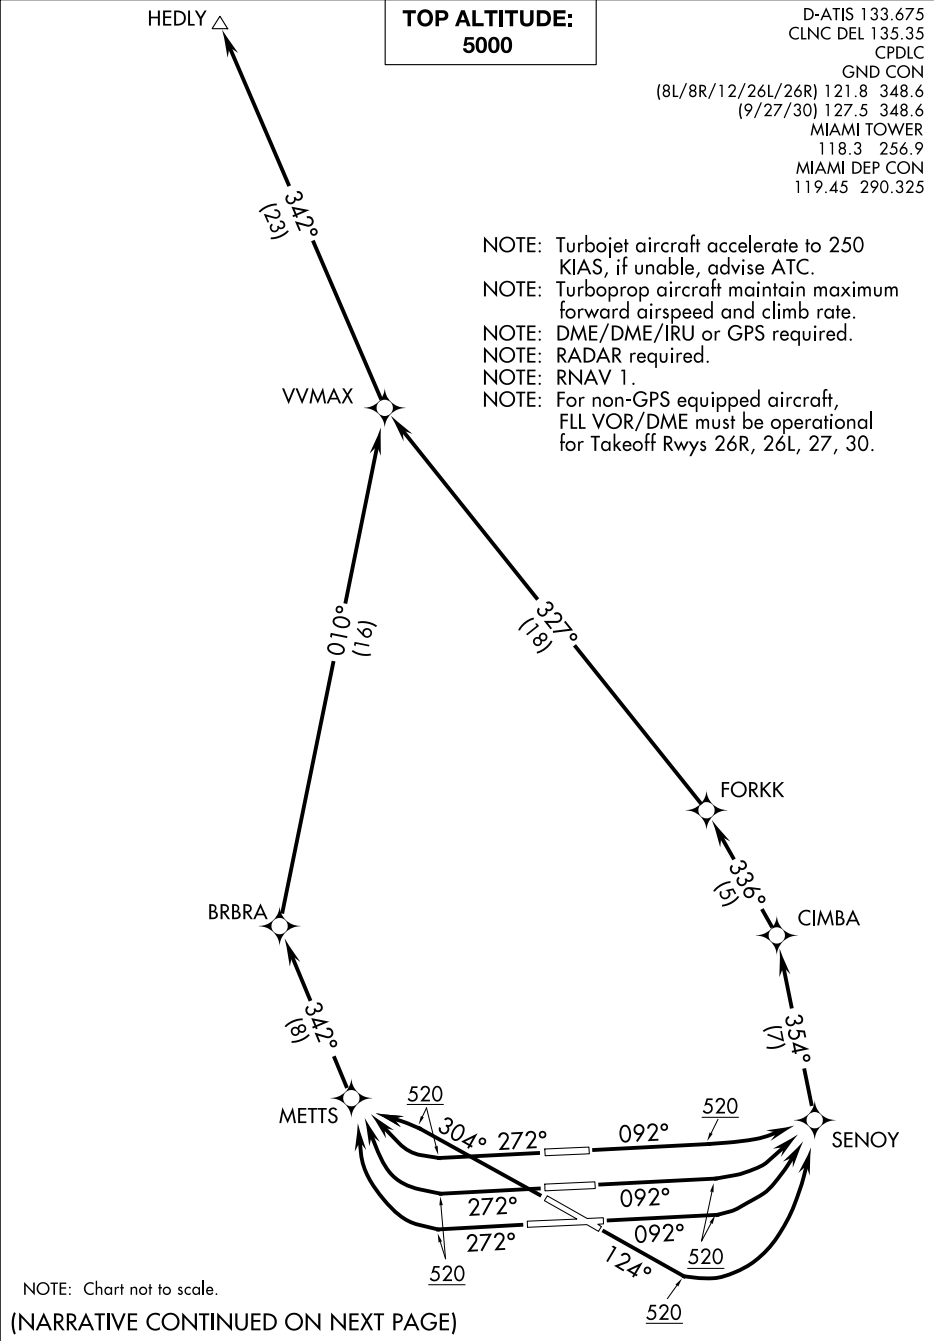 HEDLY
TOP ALTITUDE:
5000
D-ATIS 133.675
CLNC DEL 135.35
CPDLC
GND CON
(8L/8R/12/26L/26R) 121.8 348.6
(9/27/30) 127.5 348.6
MIAMI TOWER
118.3 256.9
MIAMI DEP CON
119.45 290.325
342°
(23)
NOTE: Turbojet aircraft accelerate to 250
KIAS, if unable, advise ATC.
NOTE: Turboprop aircraft maintain maximum
forward airspeed and climb rate.
NOTE: DME/DME/IRU or GPS required.
NOTE: RADAR required.
NOTE: RNAV 1.
NOTE: For non-GPS equipped aircraft,
FLL VOR/DME must be operational
for Takeoff Rwys 26R, 26L, 27, 30.
VVMAX
010°
(16)
327°
(18)
FORKK
336°
(5)
BRBRA
CIMBA
342°
(8)
354°
(7)
METTS
520
520
SENOY
304°
272°
092°
272°
092°
272°
092°
124°
520
520
520
NOTE: Chart not to scale.
(NARRATIVE CONTINUED ON NEXT PAGE)